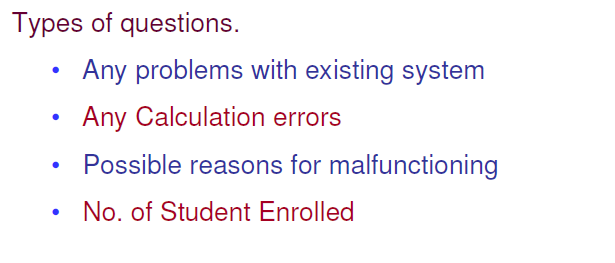 Types of questions.
• Any problems with existing system
• Any Calculation errors
• Possible reasons for malfunctioning
• No. of Student Enrolled